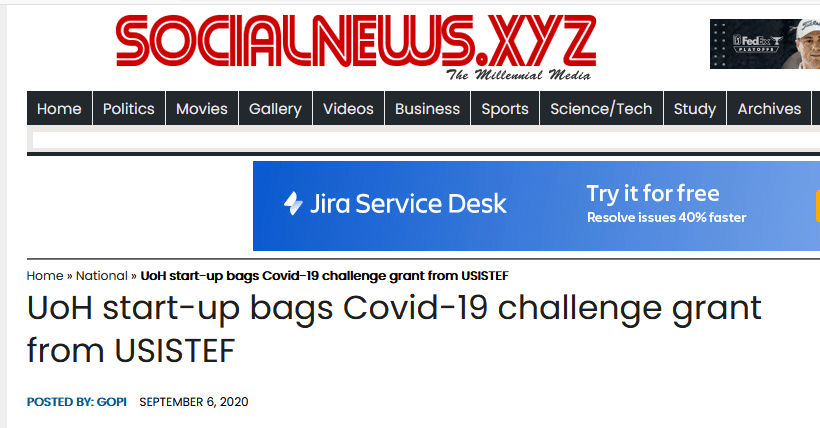 SOCIALNEWS.XYZ
The Millennial Media
FedEx
PLAYOFFS
Home Politics Movies Gallery Videos Business Sports Science/Tech Study Archives
Jira Service Desk
Try it for free
Resolve issues 40% faster
Home » National » UoH start-up bags Covid-19 challenge grant from USISTEF
UoH start-up bags Covid-19 challenge grant
from USISTEF
POSTED BY: GOPI SEPTEMBER 6, 2020